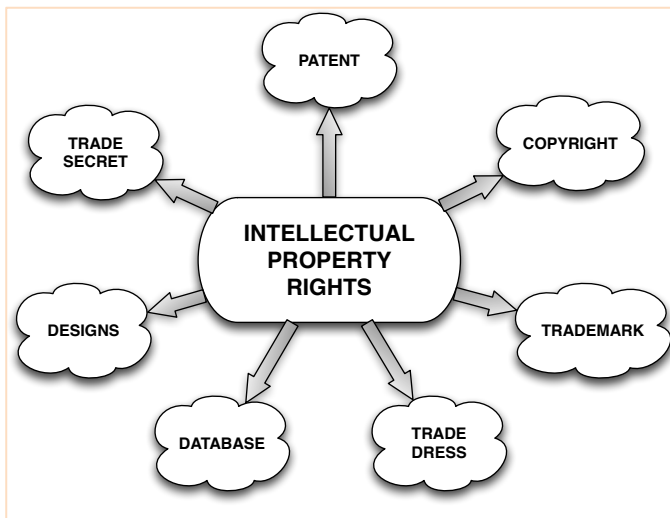 PATENT
TRADE
SECRET
COPYRIGHT
INTELLECTUAL
PROPERTY
RIGHTS
DESIGNS
TRADEMARK
DATABASE
TRADE
DRESS